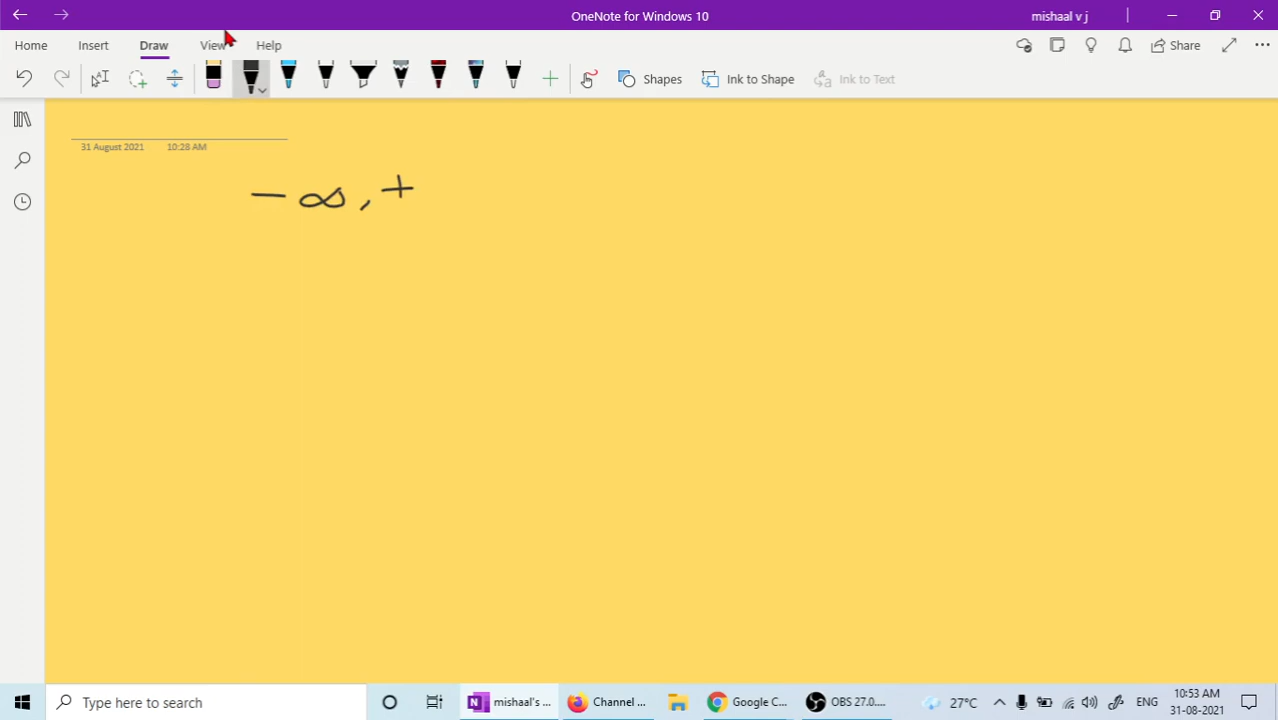 OneNote for Windows 10
mishaal v j
Home Insert Draw View Help
Share
Shapes
Ink to Shape
Ink to Text
31 August 2021 10:28 AM
- ∞, +
Type here to search
mishaal's ...
Channel ...
Google C...
OBS 27.0....
27°C
ENG
10:53 AM
31-08-2021